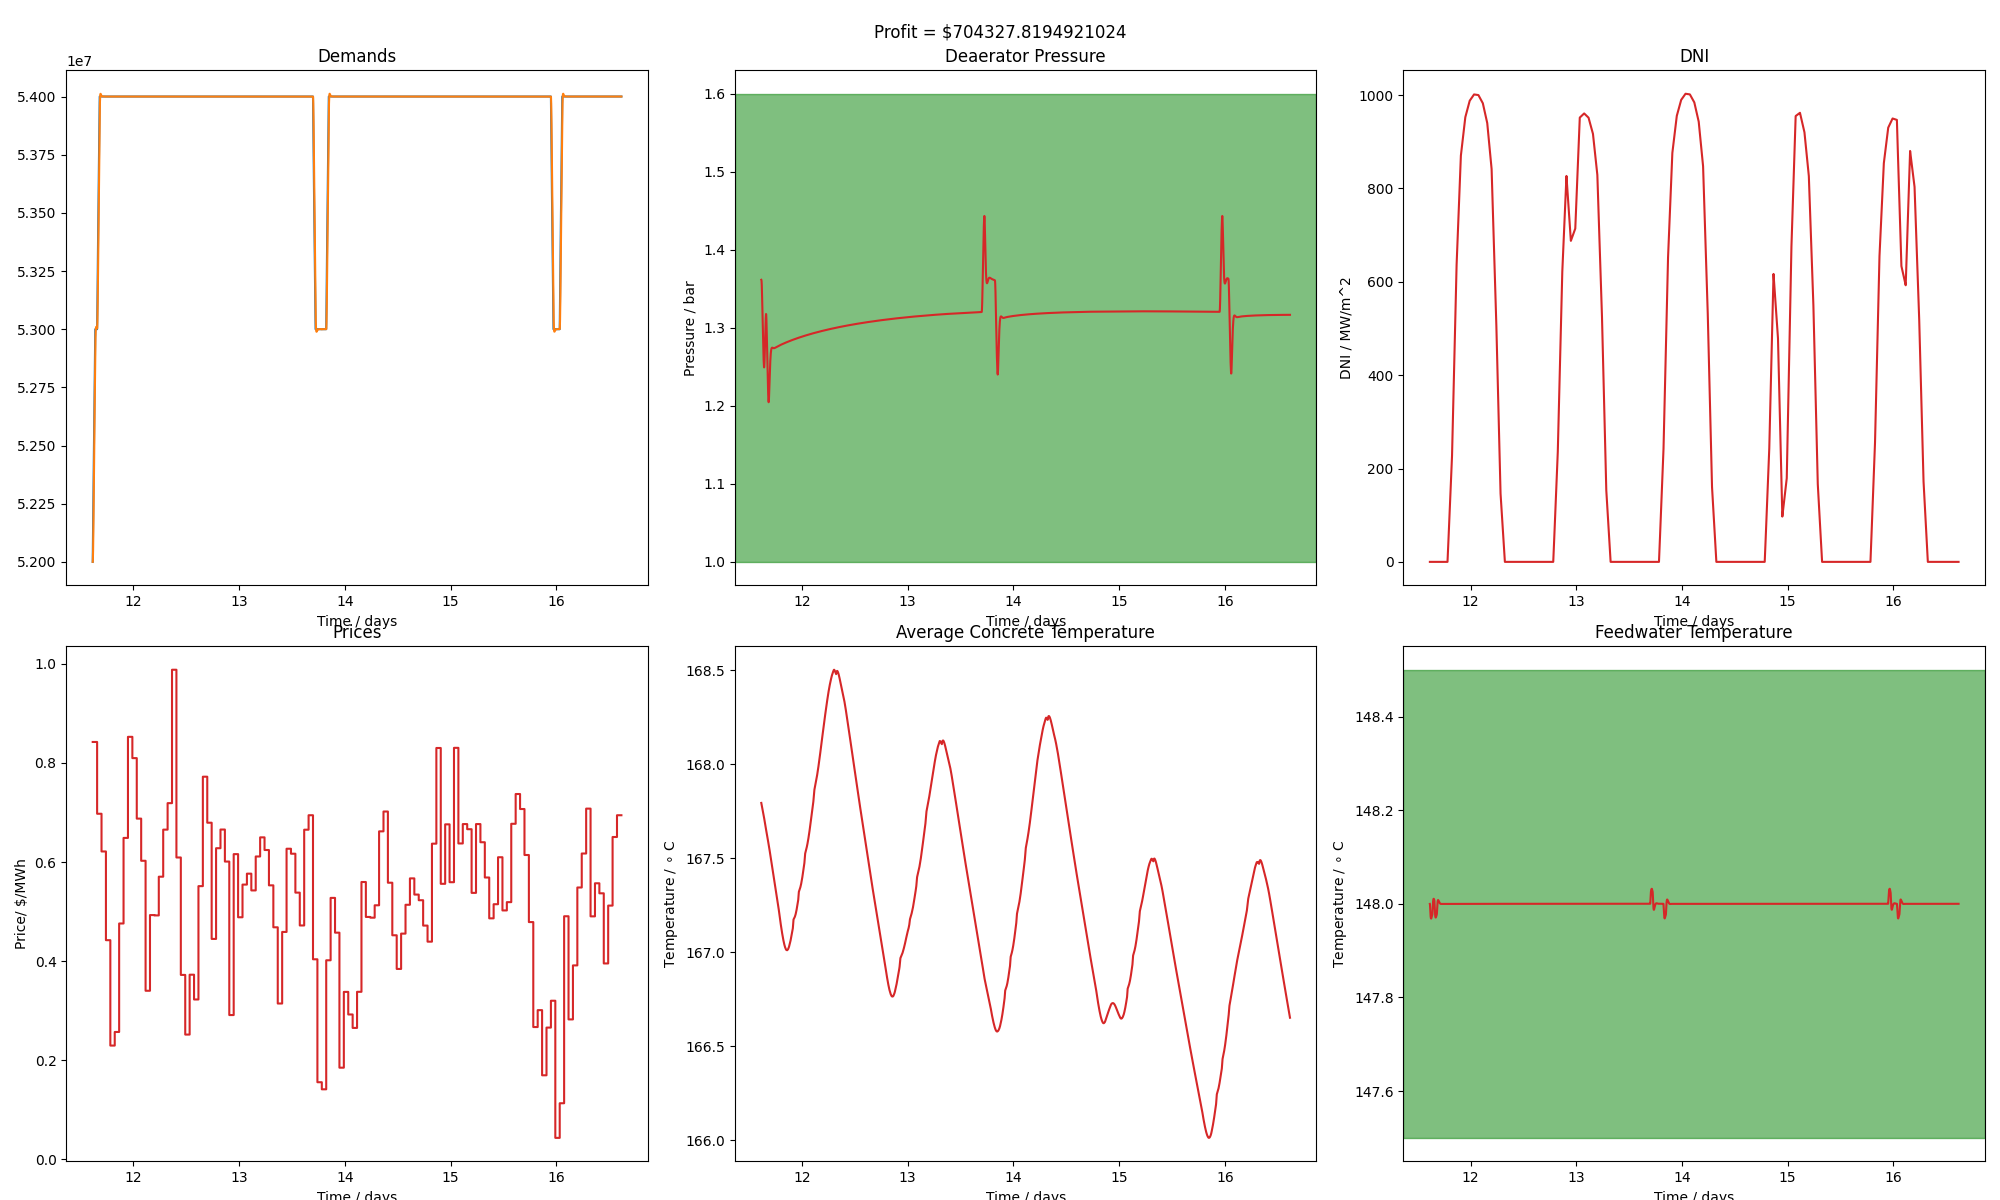 Profit = $704327.8194921024
Demands
1e7
5.400
5.375
5.350
5.325
5.300
5.275
5.250
5.225
5.200
12 13 14 15 16
Time / days
Deaerator Pressure
Pressure / bar
1.6
1.5
1.4
1.3
1.2
1.1
1.0
12 13 14 15 16
Time / days
DNI
DNI / MW/m^2
1000
800
600
400
200
0
12 13 14 15 16
Time / days
Prices
Price/ $/MWh
1.0
0.8
0.6
0.4
0.2
0.0
12 13 14 15 16
Time / days
Average Concrete Temperature
Temperature / ∘ C
168.5
168.0
167.5
167.0
166.5
166.0
12 13 14 15 16
Time / days
Feedwater Temperature
Temperature / ∘ C
148.4
148.2
148.0
147.8
147.6
12 13 14 15 16
Time / days